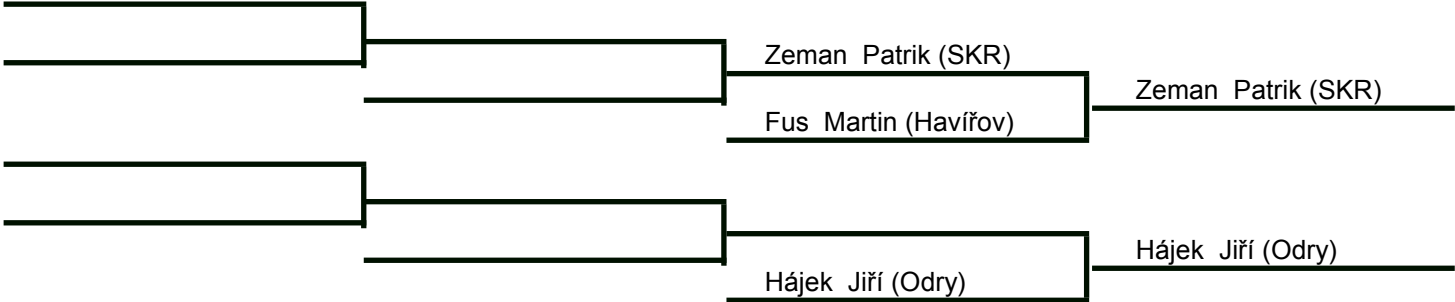 Zeman Patrik (SKR)
Zeman Patrik (SKR)
Fus Martin (Havířov)
Hájek Jiří (Odry)
Hájek Jiří (Odry)